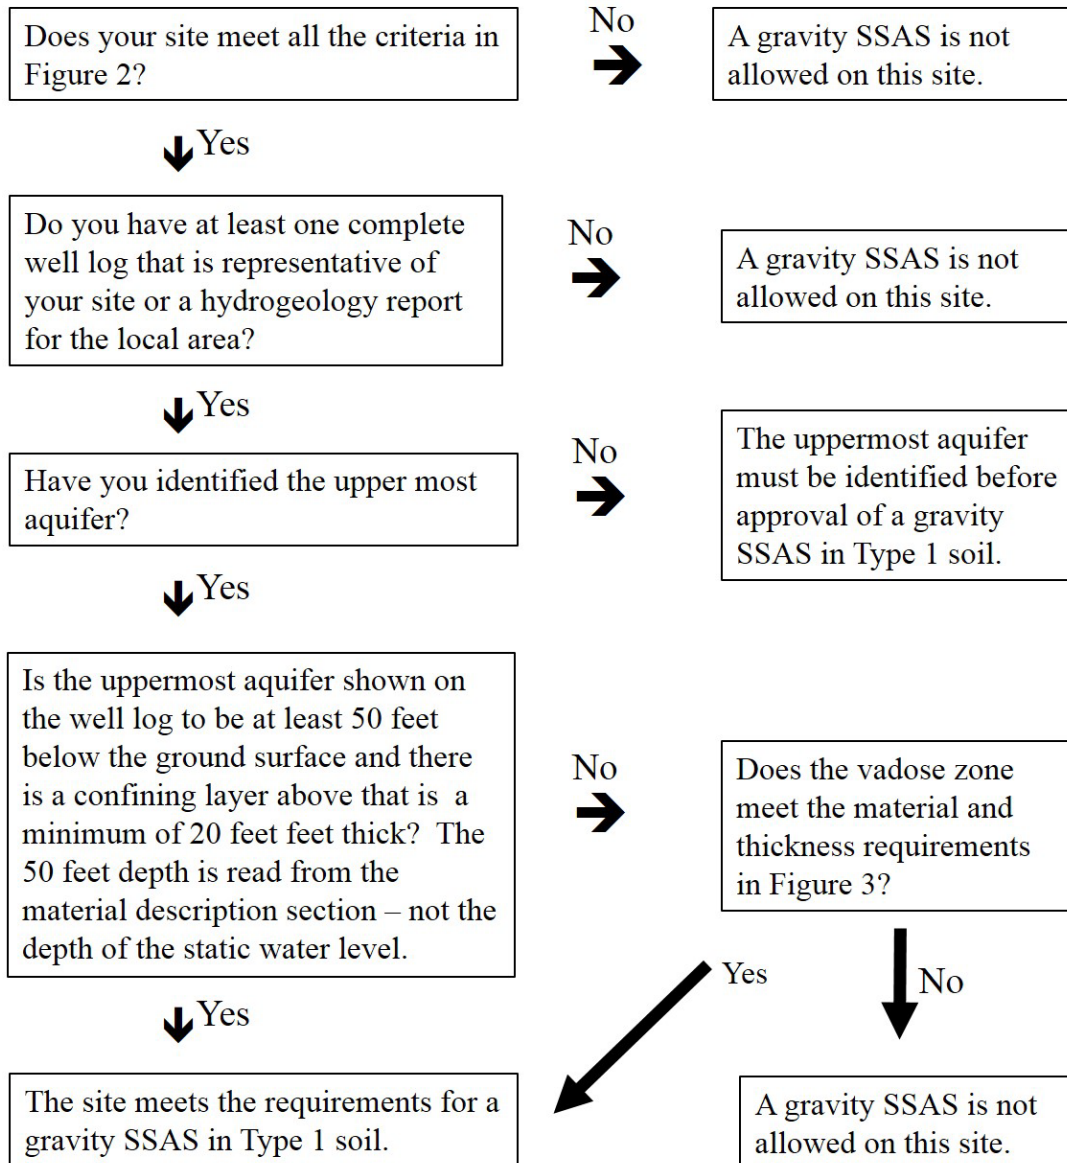 Does your site meet all the criteria in
Figure 2?
No
A gravity SSAS is not
allowed on this site.
Yes
Do you have at least one complete
well log that is representative of
your site or a hydrogeology report
for the local area?
No
A gravity SSAS is not
allowed on this site.
Yes
Have you identified the upper most
aquifer?
No
The uppermost aquifer
must be identified before
approval of a gravity
SSAS in Type 1 soil.
Yes
Is the uppermost aquifer shown on
the well log to be at least 50 feet
below the ground surface and there
is a confining layer above that is a
minimum of 20 feet feet thick? The
50 feet depth is read from the
material description section – not the
depth of the static water level.
No
Does the vadose zone
meet the material and
thickness requirements
in Figure 3?
Yes
No
Yes
The site meets the requirements for a
gravity SSAS in Type 1 soil.
A gravity SSAS is not
allowed on this site.